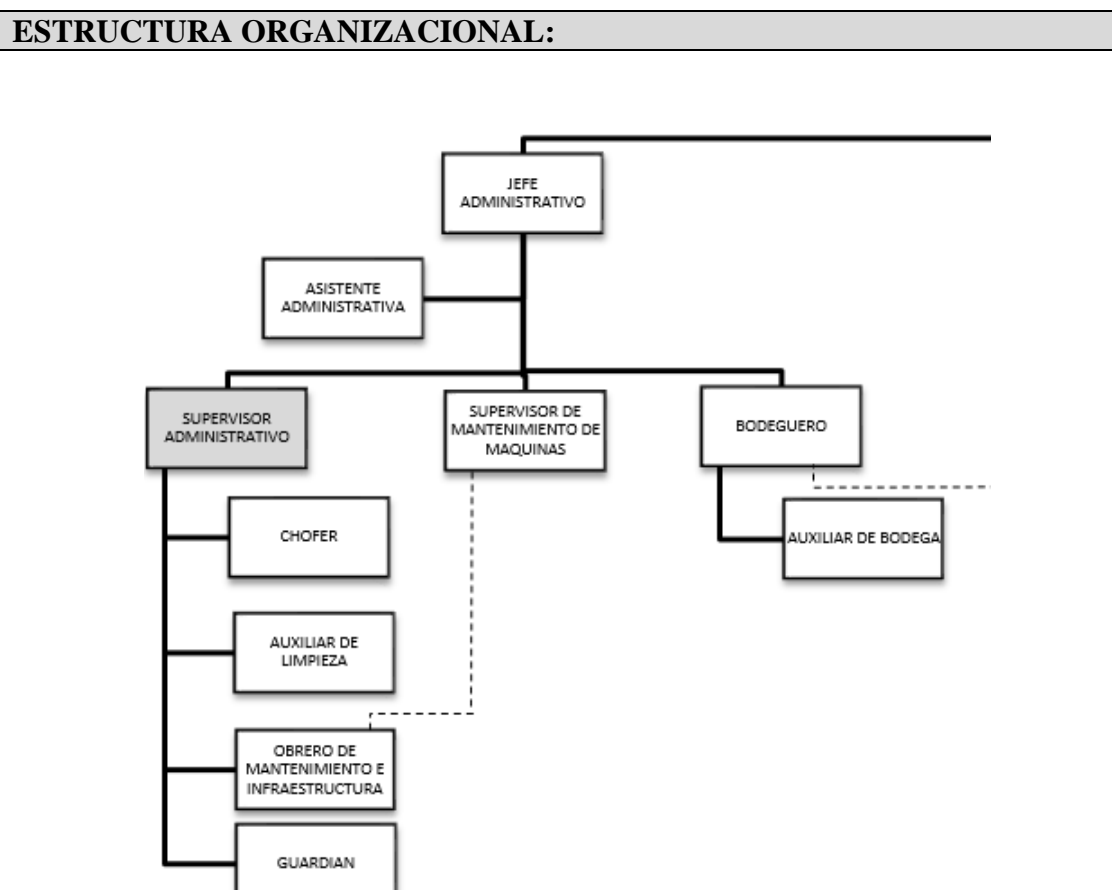 ESTRUCTURA ORGANIZACIONAL:
JEFE
ADMINISTRATIVO
ASISTENTE
ADMINISTRATIVA
SUPERVISOR
ADMINISTRATIVO
SUPERVISOR DE
MANTENIMIENTO DE
MAQUINAS
BODEGUERO
CHOFER
AUXILIAR DE BODEGA
AUXILIAR DE
LIMPIEZA
OBRERO DE
MANTENIMIENTO E
INFRAESTRUCTURA
GUARDIAN